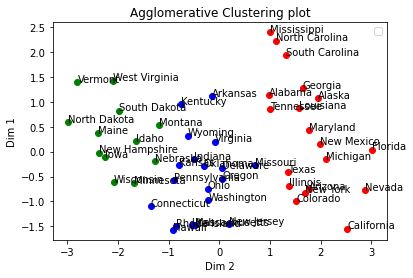 Agglomerative Clustering plot
2.5
2.0
1.5
1.0
0.5
0.0
−0.5
−1.0
−1.5
Dim 1
Mississippi
North Carolina
South Carolina
West Virginia
Vermont
Georgia
Arkansas
Alabama
Alaska
Kentucky
Tennessee
Louisiana
South Dakota
North Dakota
Montana
Maryland
Maine
Wyoming
Idaho
Virginia
New Mexico
New Hampshire
Florida
Iowa
Indiana
Michigan
Nebraska
Kansas
Oklahoma
Delaware
Missouri
Texas
Oregon
Pennsylvania
Wisconsin
Minnesota
Illinois
Arizona
Ohio
New York
Nevada
Washington
Colorado
Connecticut
New Jersey
Hawaii
California
−3
−2
−1
0
1
2
3
Dim 2